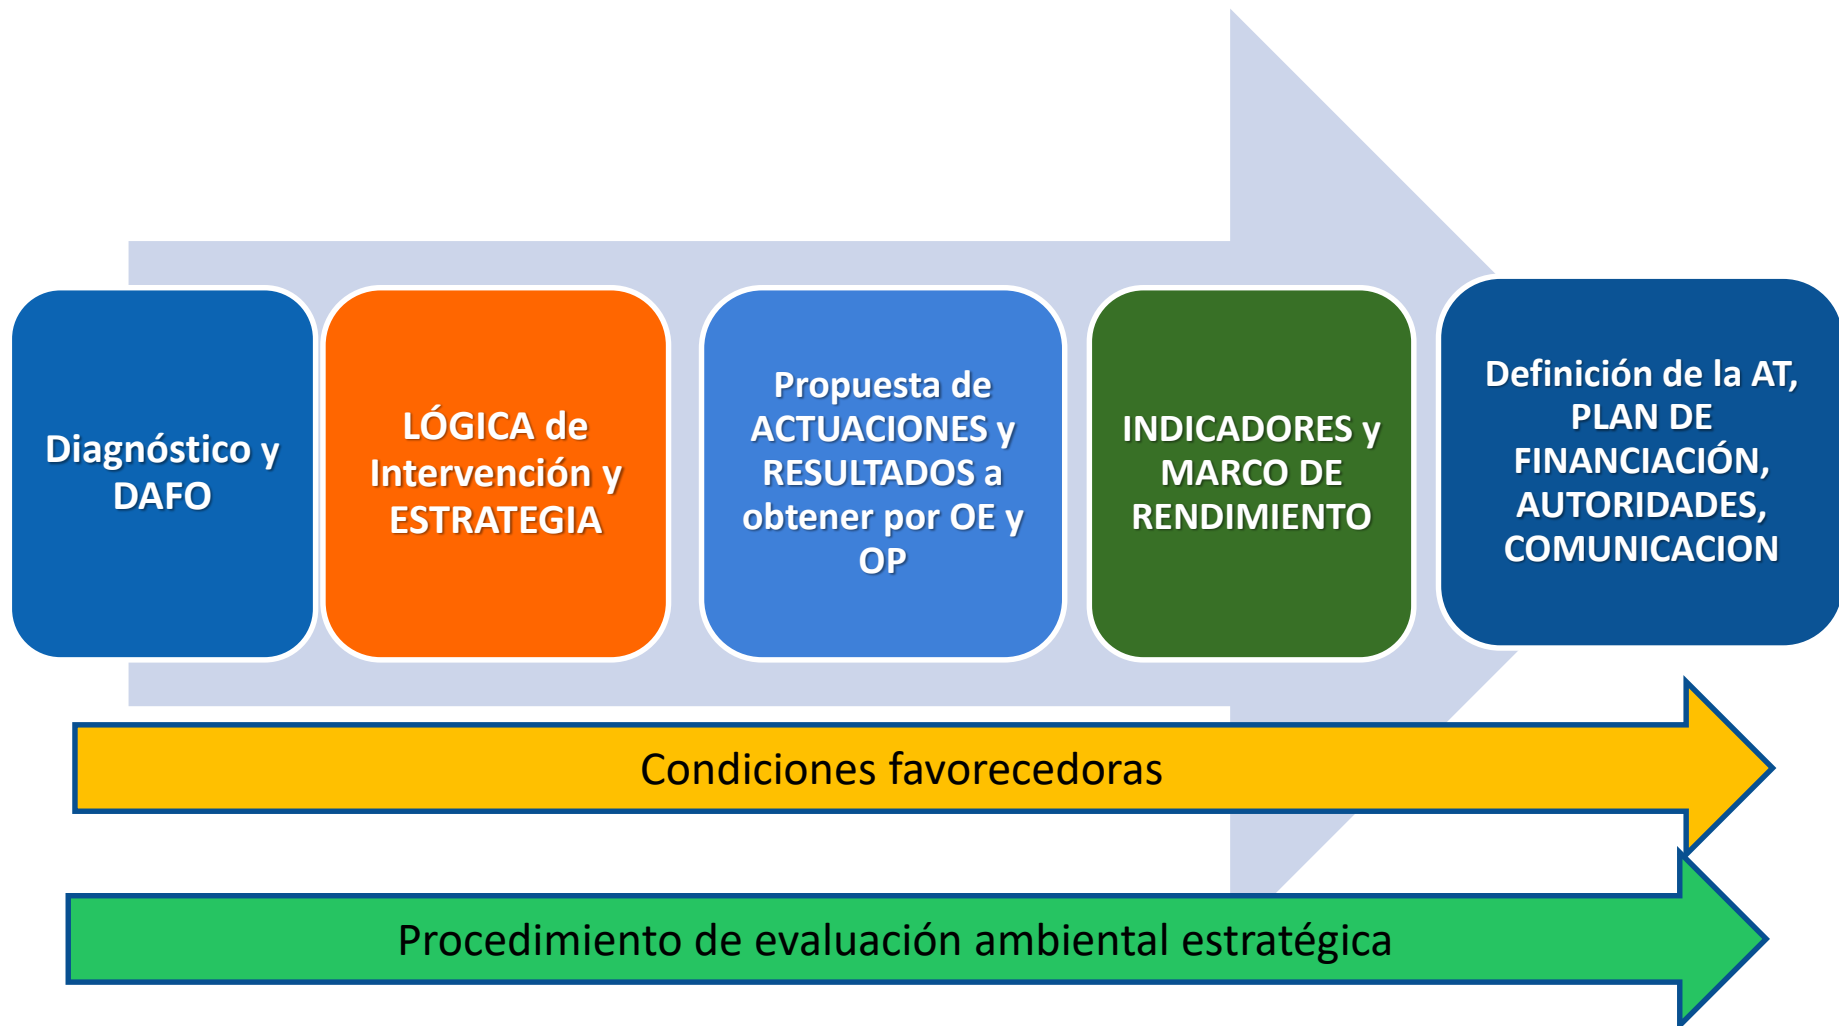 Diagnóstico y
DAFO
LÓGICA de
Intervención y
ESTRATEGIA
Propuesta de
ACTUACIONES y
RESULTADOS a
obtener por OE y
OP
INDICADORES y
MARCO DE
RENDIMIENTO
Definición de la AT,
PLAN DE
FINANCIACIÓN,
AUTORIDADES,
COMUNICACION
Condiciones favorecedoras
Procedimiento de evaluación ambiental estratégica